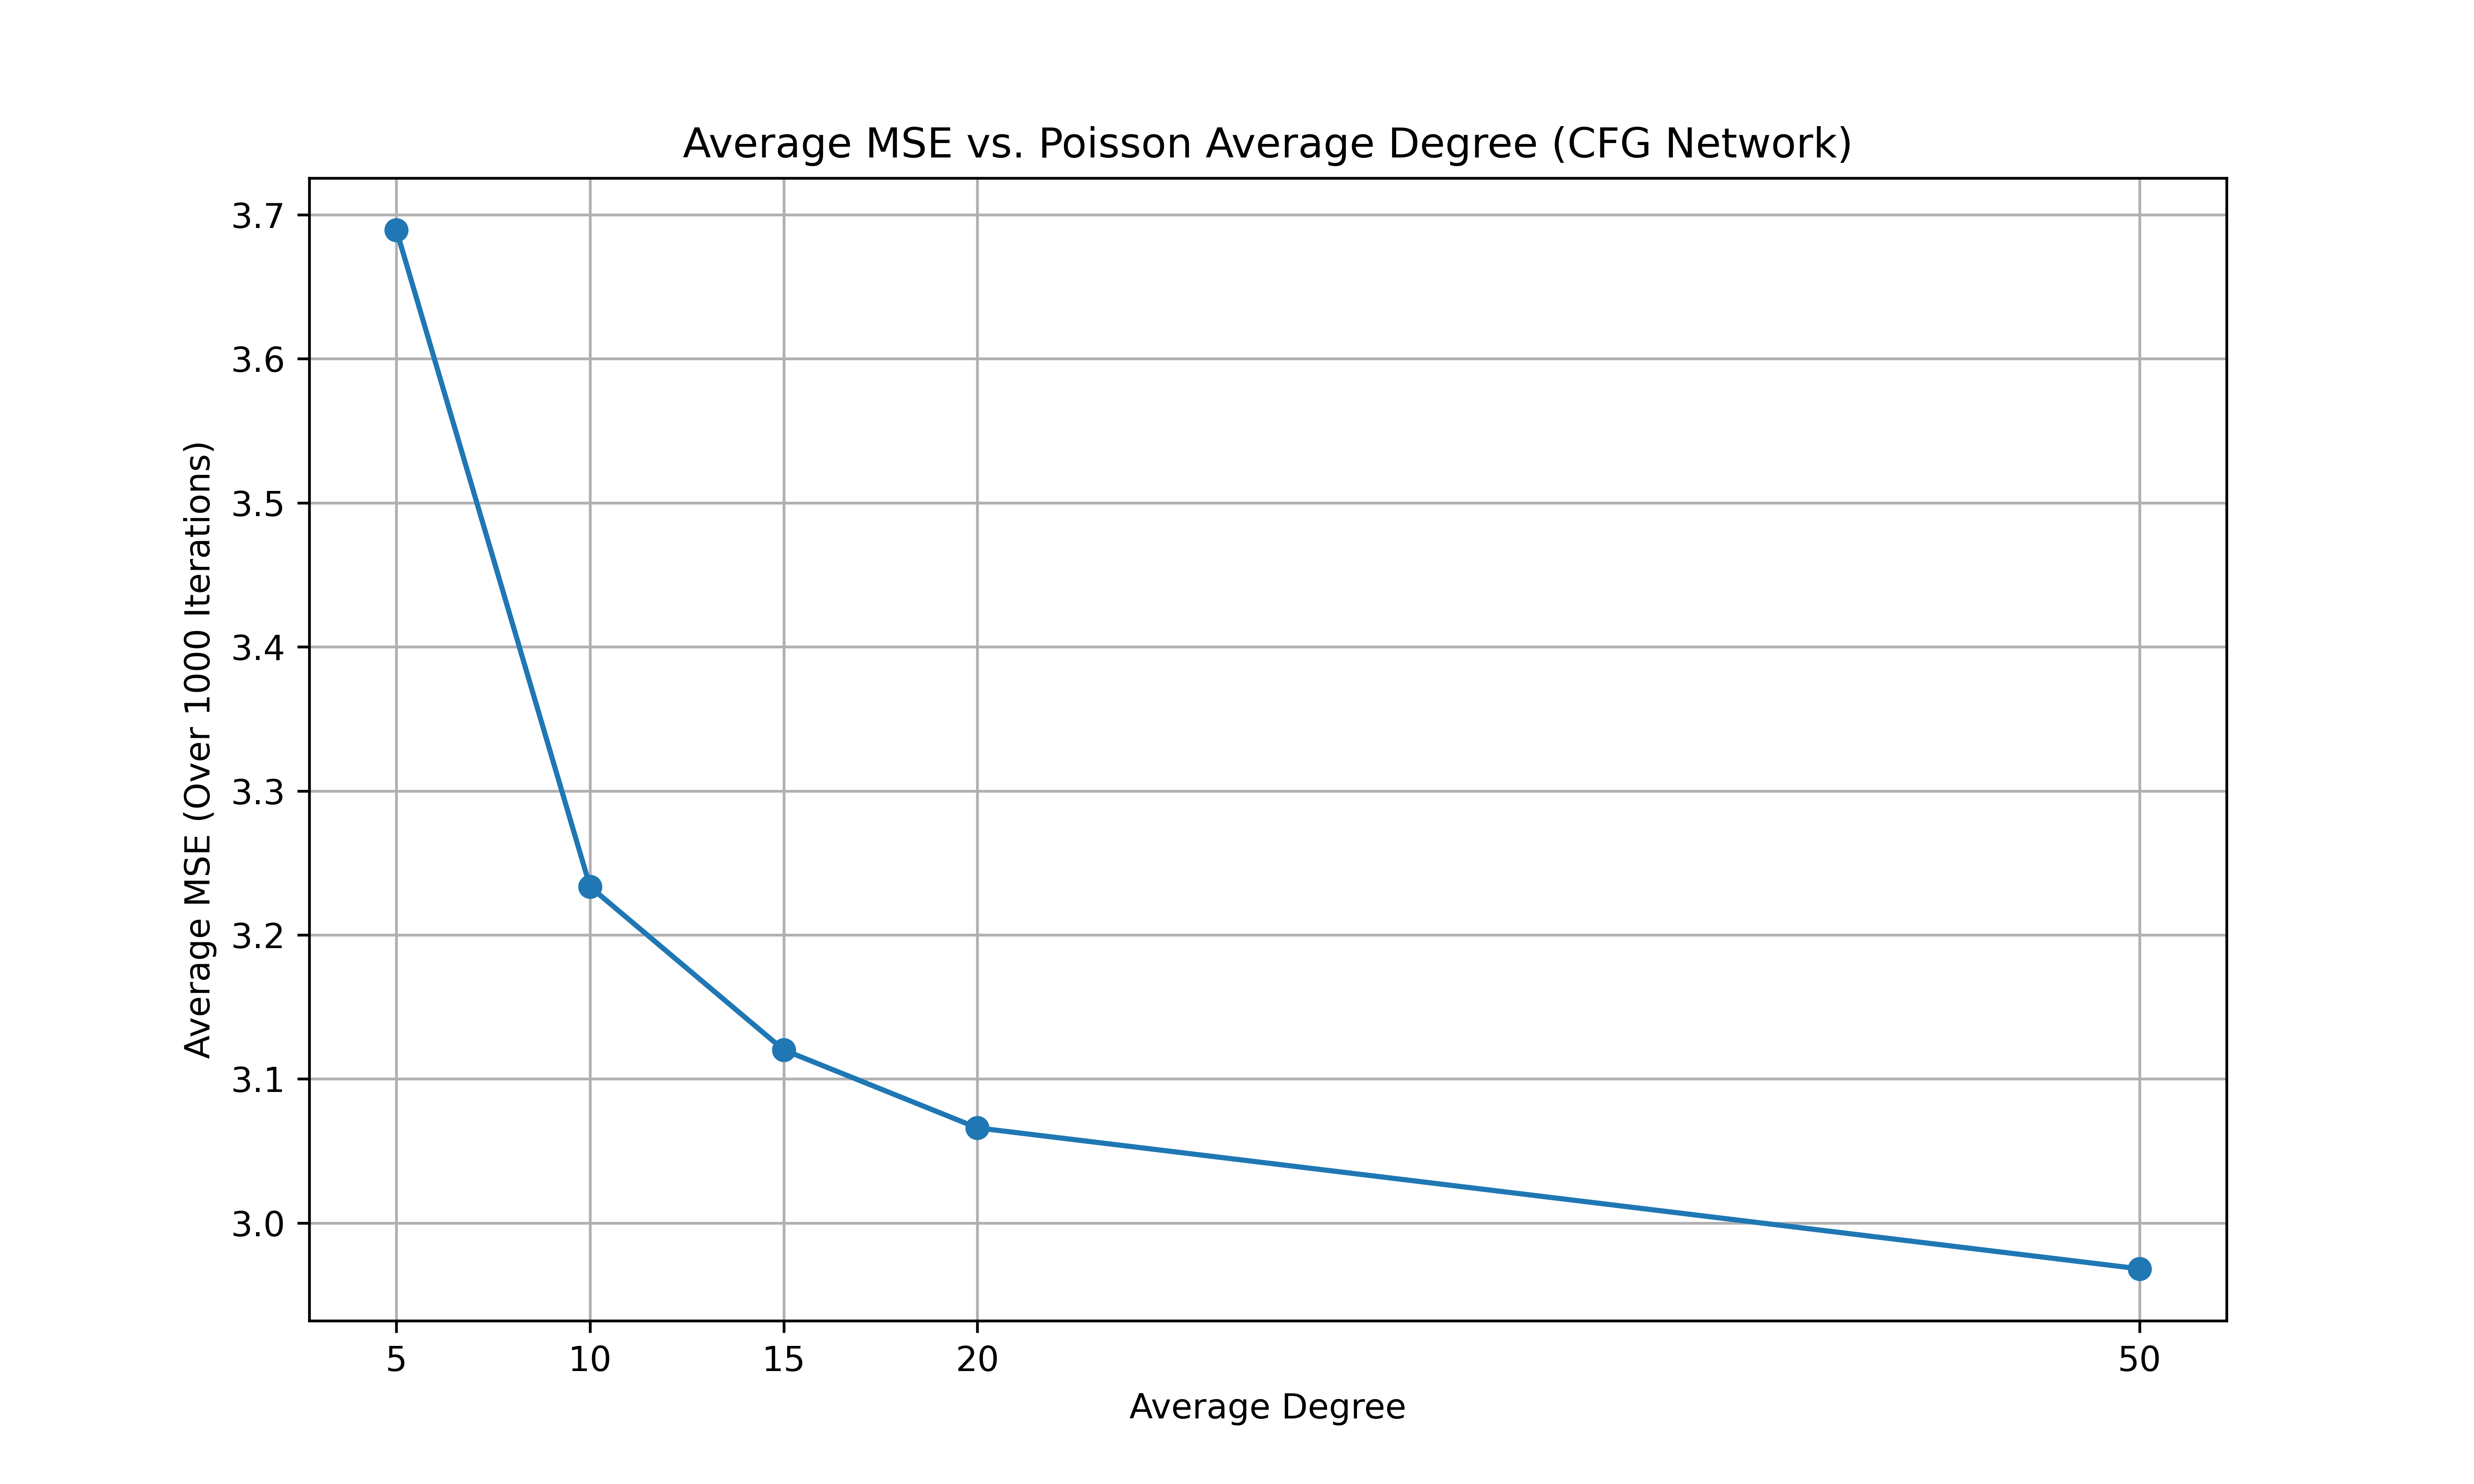 Average MSE vs. Poisson Average Degree (CFG Network)
Average MSE (Over 1000 Iterations)
3.7
3.6
3.5
3.4
3.3
3.2
3.1
3.0
5 10 15 20 50
Average Degree